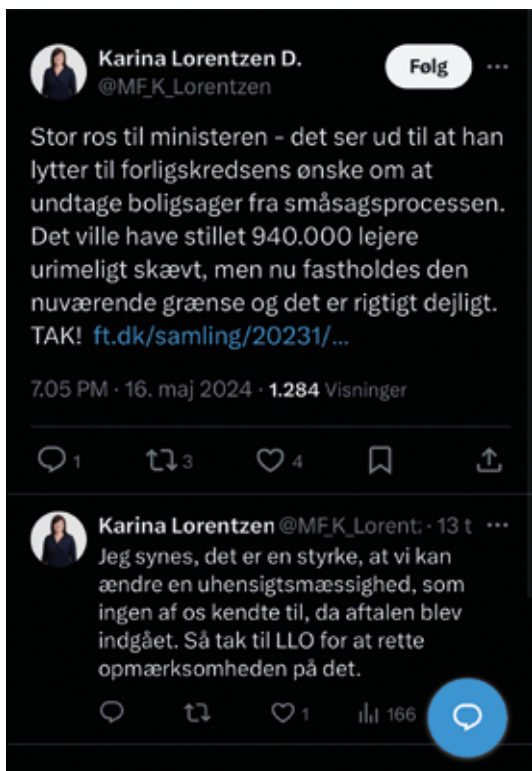 Karina Lorentzen D.
@MF_K_Lorentzen
Følg
Stor ros til ministeren – det ser ud til at han
lytter til forligskredsens ønske om at
undtage boligsager fra småsagsprocessen.
Det ville have stillet 940.000 lejere
urimeligt skævt, men nu fastholdes den
nuværende grænse og det er rigtigt dejligt.
TAK! ft.dk/samling/20231/...
7.05 PM · 16. maj 2024 · 1.284 Visninger
1 3 4
Karina Lorentzen @MF_K_Lorent: · 13 t
Jeg synes, det er en styrke, at vi kan
ændre en uhensigtsmæssighed, som
ingen af os kendte til, da aftalen blev
indgået. Så tak til LLO for at rette
opmærksomheden på det.
1 166